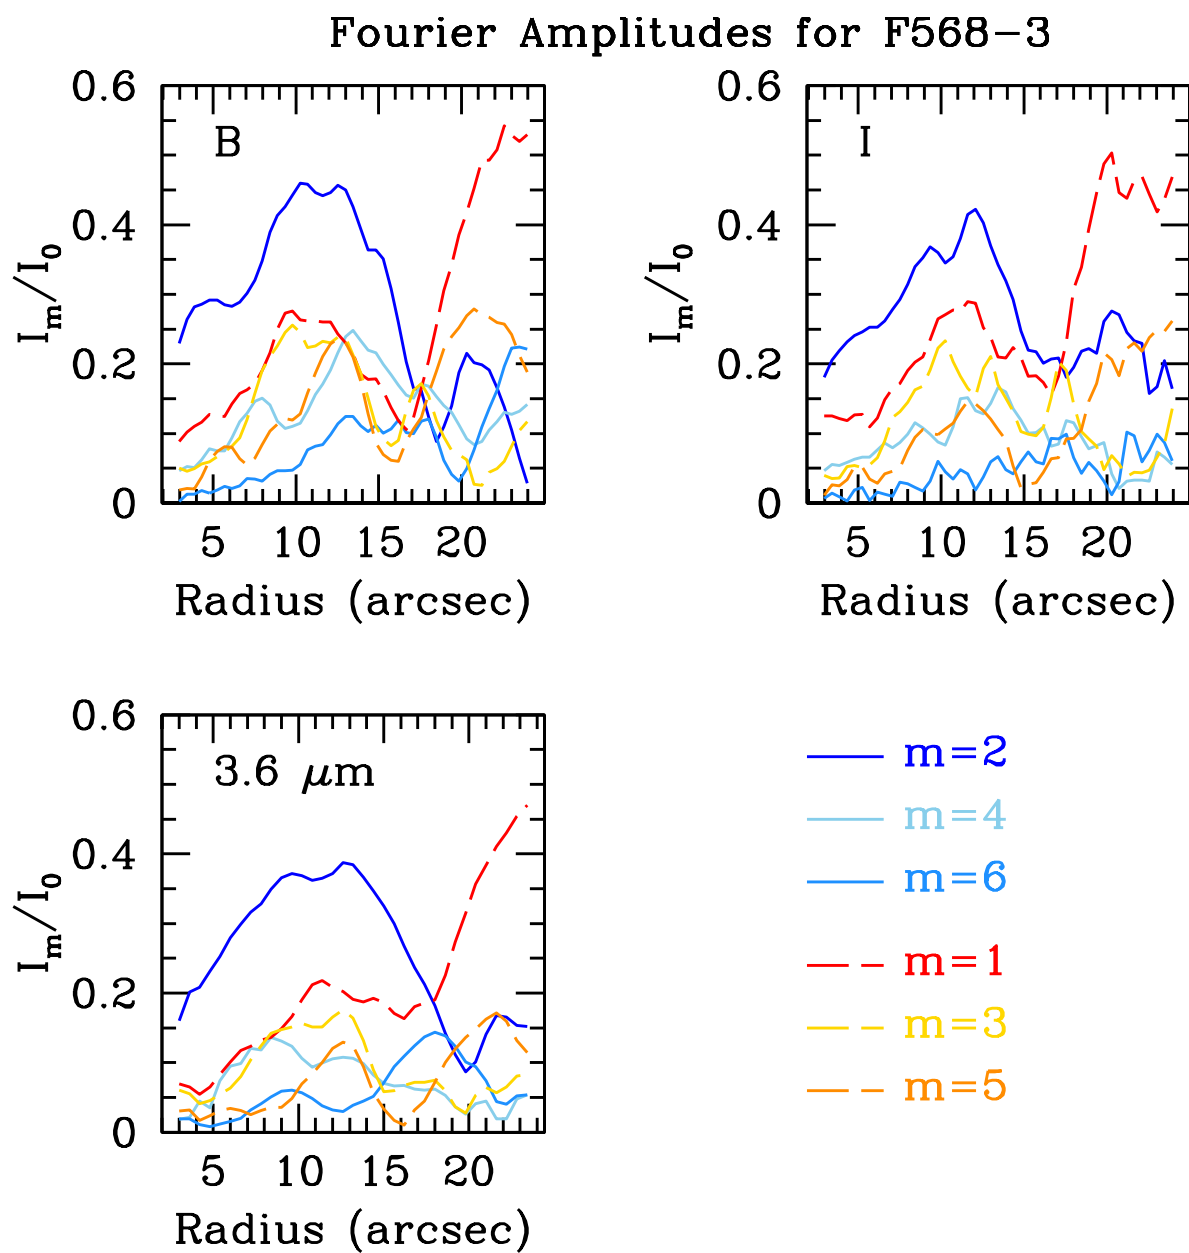 Fourier Amplitudes for F568-3
B
0.6
0.4
0.2
0
I_m/I_0
5 10 15 20
Radius (arcsec)
I
0.6
0.4
0.2
0
I_m/I_0
5 10 15 20
Radius (arcsec)
3.6 μm
0.6
0.4
0.2
0
I_m/I_0
5 10 15 20
Radius (arcsec)
m=2
m=4
m=6
m=1
m=3
m=5